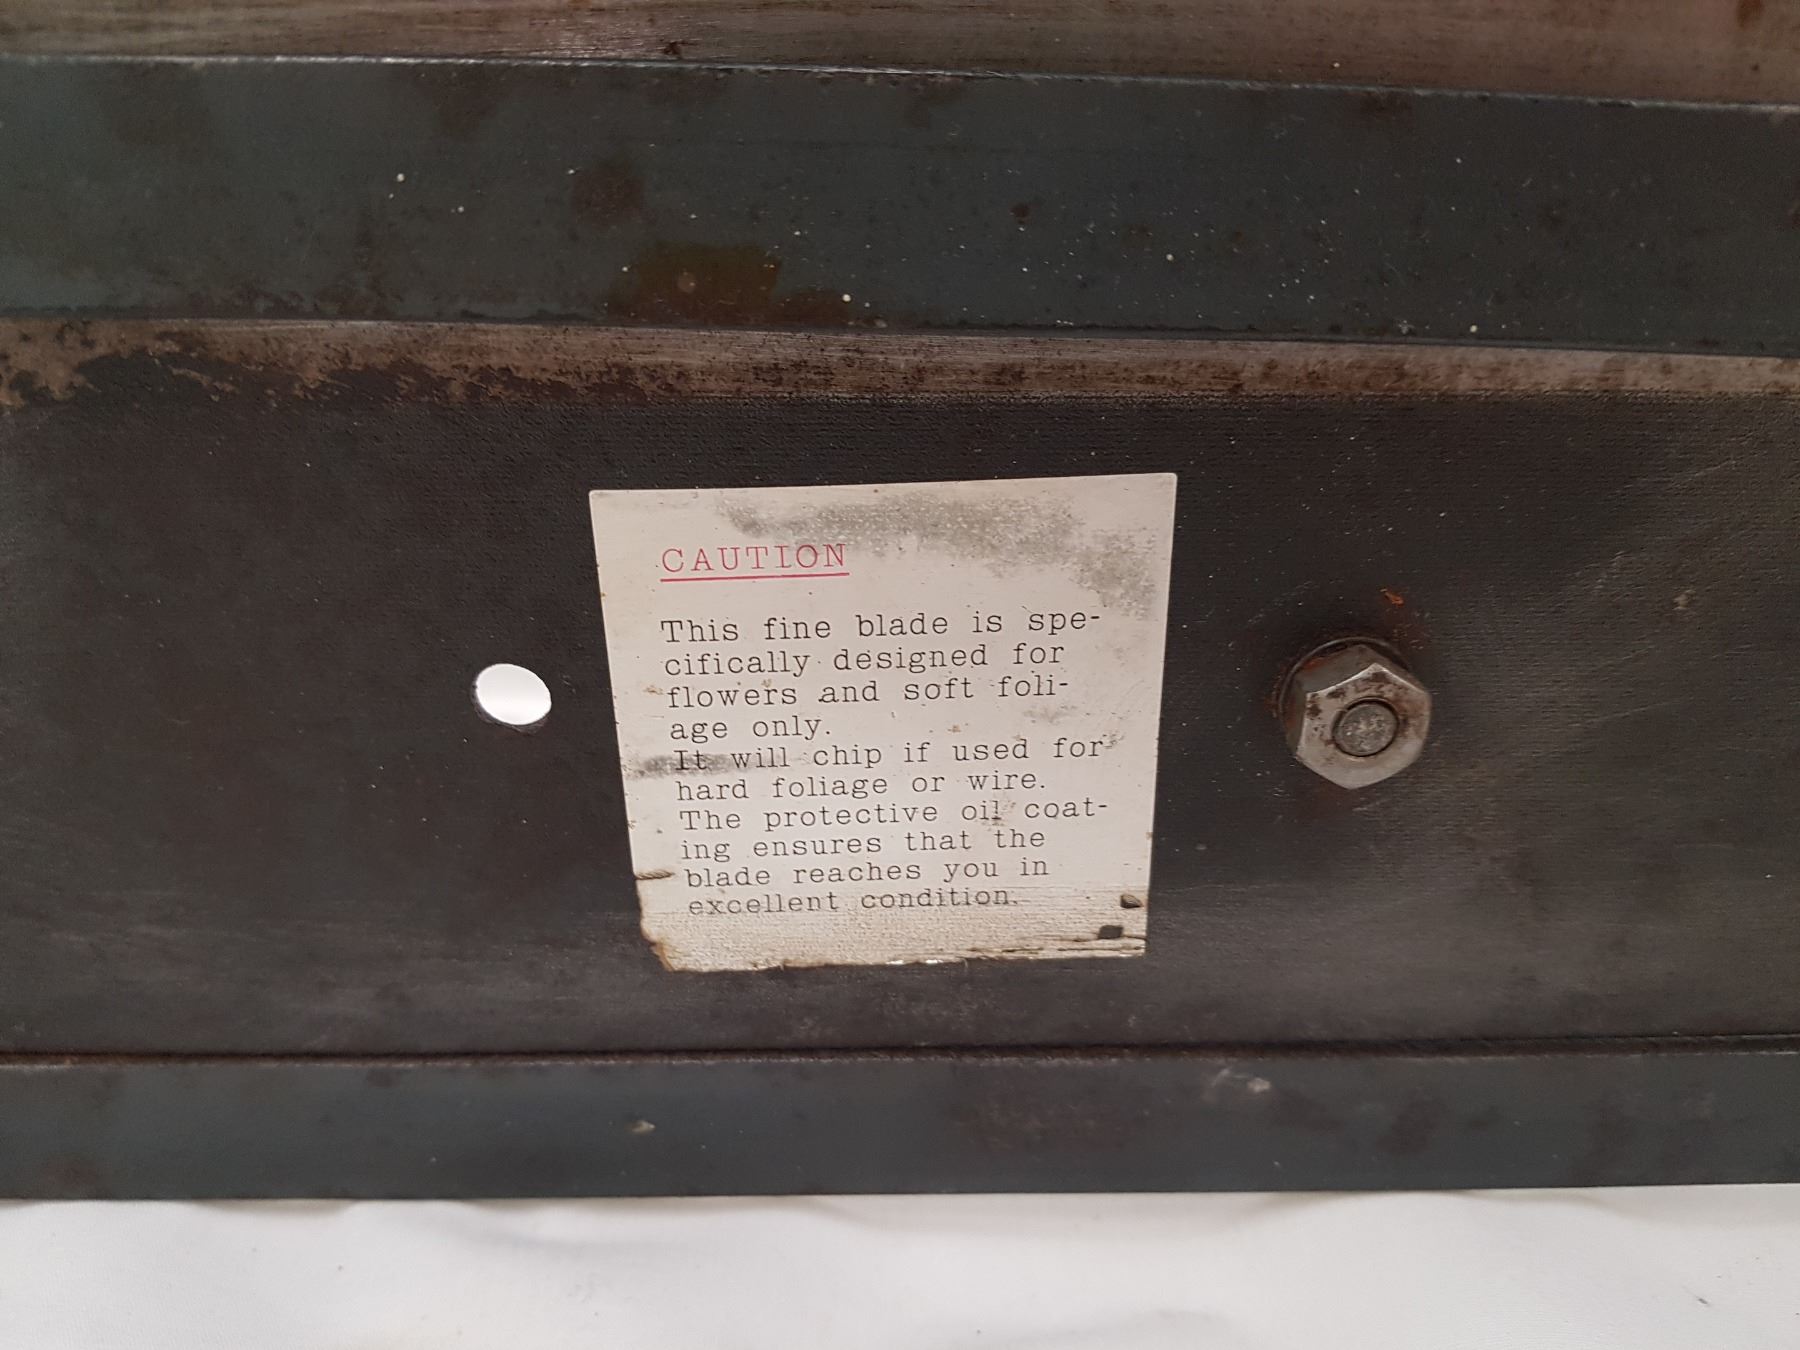 CAUTION
This fine blade is spe-
cifically designed for
flowers and soft foli-
age only.
It will chip if used for
hard foliage or wire.
The protective oil coat-
ing ensures that the
blade reaches you in
excellent condition.